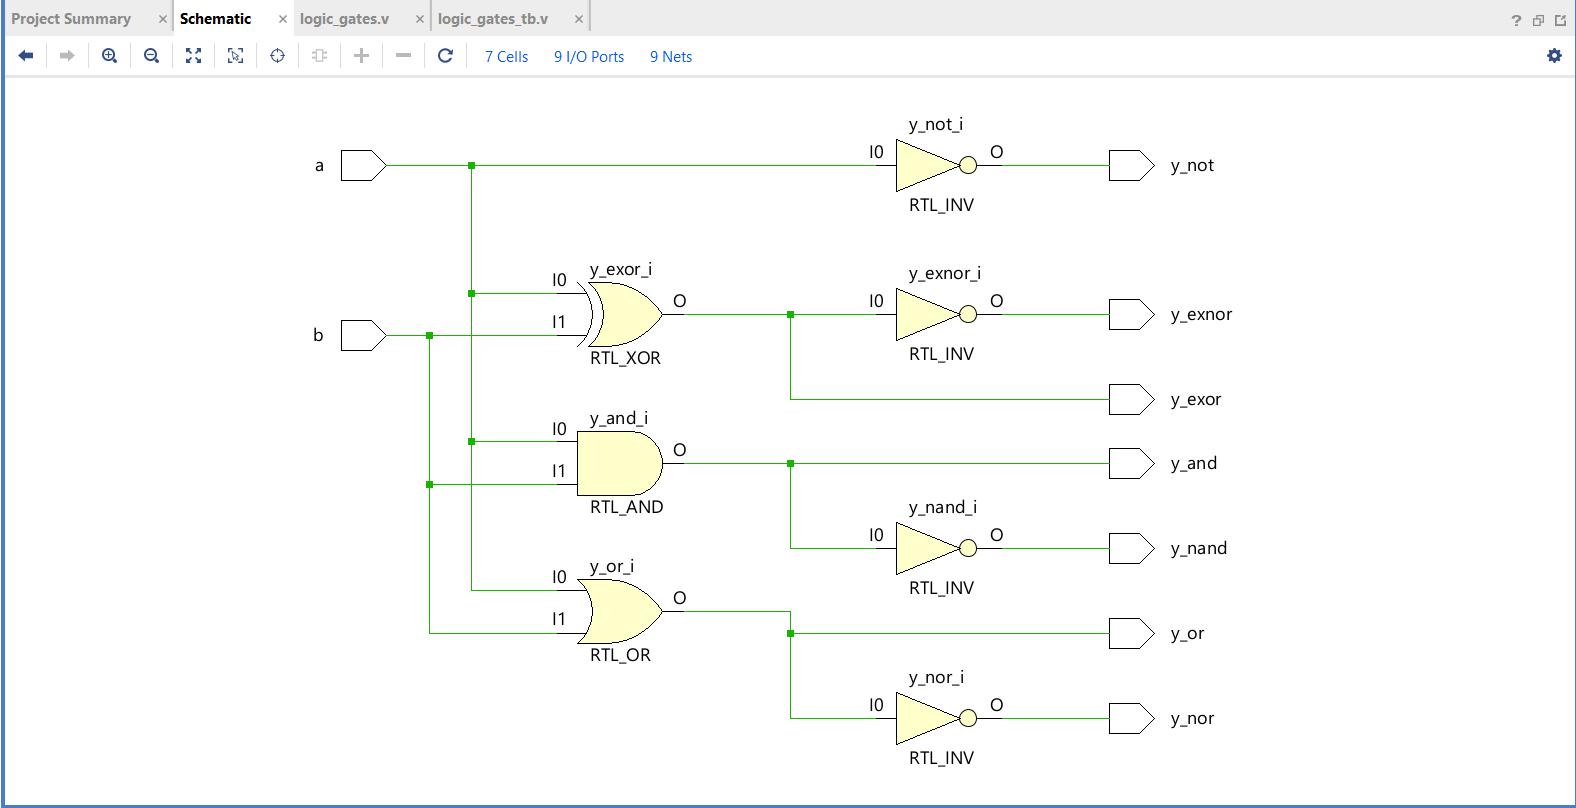 Project Summary × Schematic × logic_gates.v × logic_gates_tb.v × ?
7 Cells 9 I/O Ports 9 Nets
y_not_i
a I0 O y_not
RTL_INV
y_exor_i y_exnor_i
I0 O I0 O y_exnor
b I1
RTL_XOR RTL_INV
y_exor
y_and_i
I0 O y_and
I1
RTL_AND y_nand_i
I0 O y_nand
y_or_i
I0 RTL_INV
O
I1 y_or
RTL_OR
y_nor_i
I0 O y_nor
RTL_INV